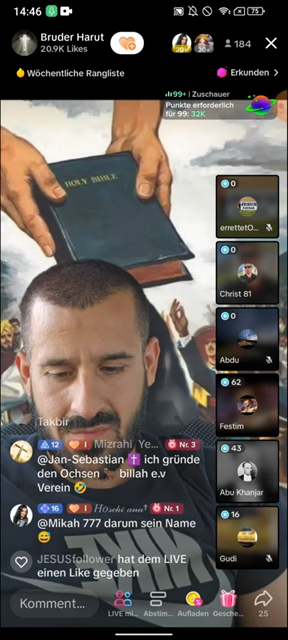 14:46
75
Bruder Harut
20.9K Likes
184
Wöchentliche Rangliste
Erkunden
99+ | Zuschauer
Punkte erforderlich
für 99: 32K
HOLY BIBLE
0
errettetO...
0
Christ 81
0
Abdu
62
Festim
43
Abu Khanjar
16
Gudi
Takbir
12 I Mizrahi_Ye... Nr. 3
@Jan-Sebastian ✝️ ich gründe
den Ochsen billah e.v
Verein 🤣
16 I Nr. 1
@Mikah 777 darum sein Name
😅
JESUSfollower hat dem LIVE
einen Like gegeben
Komment...
LIVE mi...
Abstim...
Aufladen
Gesche...
25